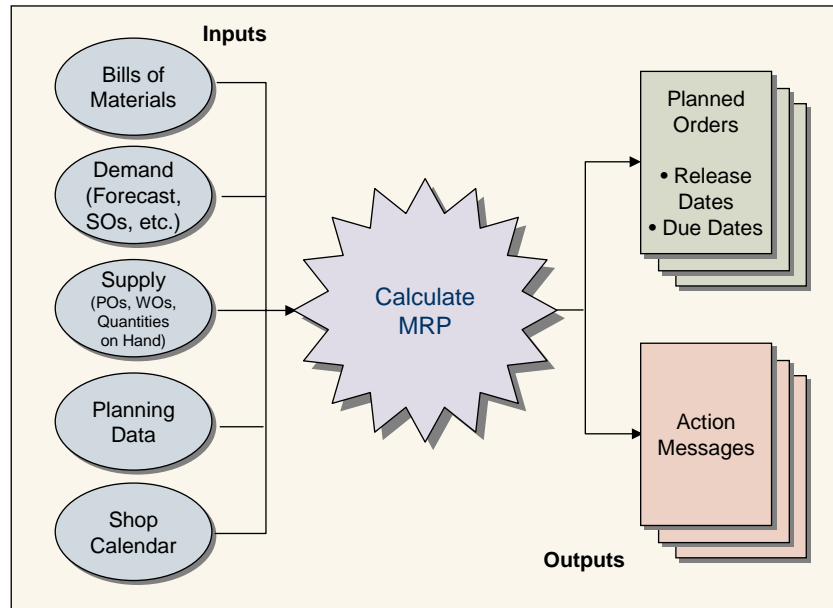 Inputs
Bills of
Materials
Demand
(Forecast,
SOs, etc.)
Supply
(POs, WOs,
Quantities
on Hand)
Planning
Data
Shop
Calendar
Calculate
MRP
Planned
Orders
• Release
Dates
• Due Dates
Action
Messages
Outputs